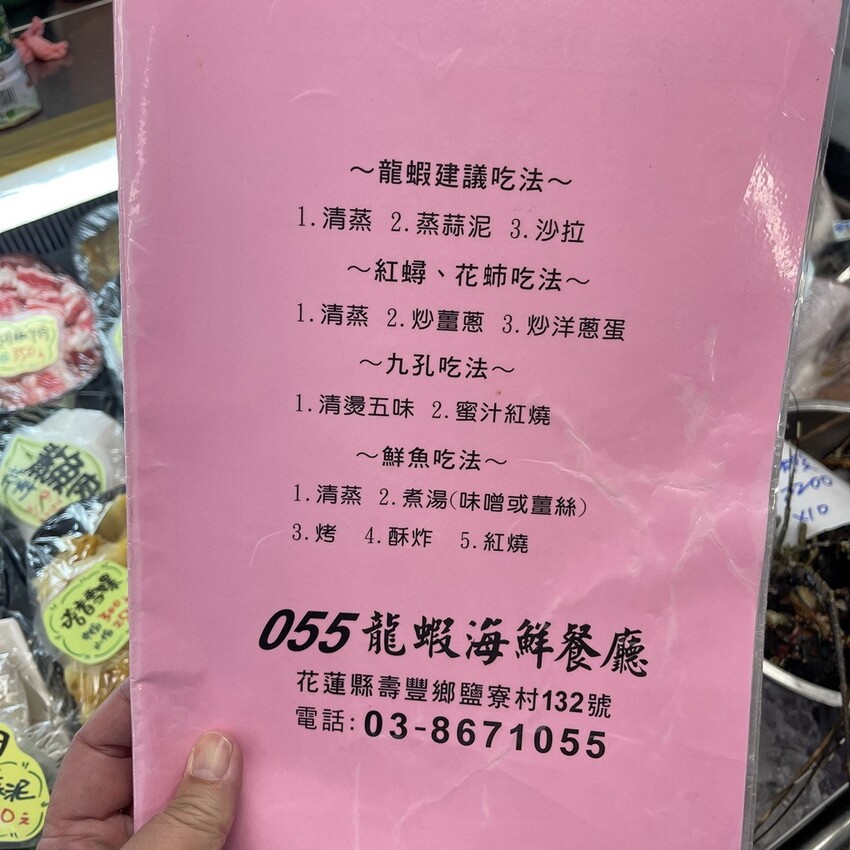 ～龍蝦建議吃法～
1.清蒸 2.蒸蒜泥 3.沙拉
～紅蟳、花蟳吃法～
1.清蒸 2.炒薑蔥 3.炒洋蔥蛋
～九孔吃法～
1.清燙五味 2.蜜汁紅燒
～鮮魚吃法～
1.清蒸 2.煮湯(味噌或薑絲)
3.烤 4.酥炸 5.紅燒
055龍蝦海鮮餐廳
花蓮縣壽豐鄉鹽寮村132號
電話:03-8671055